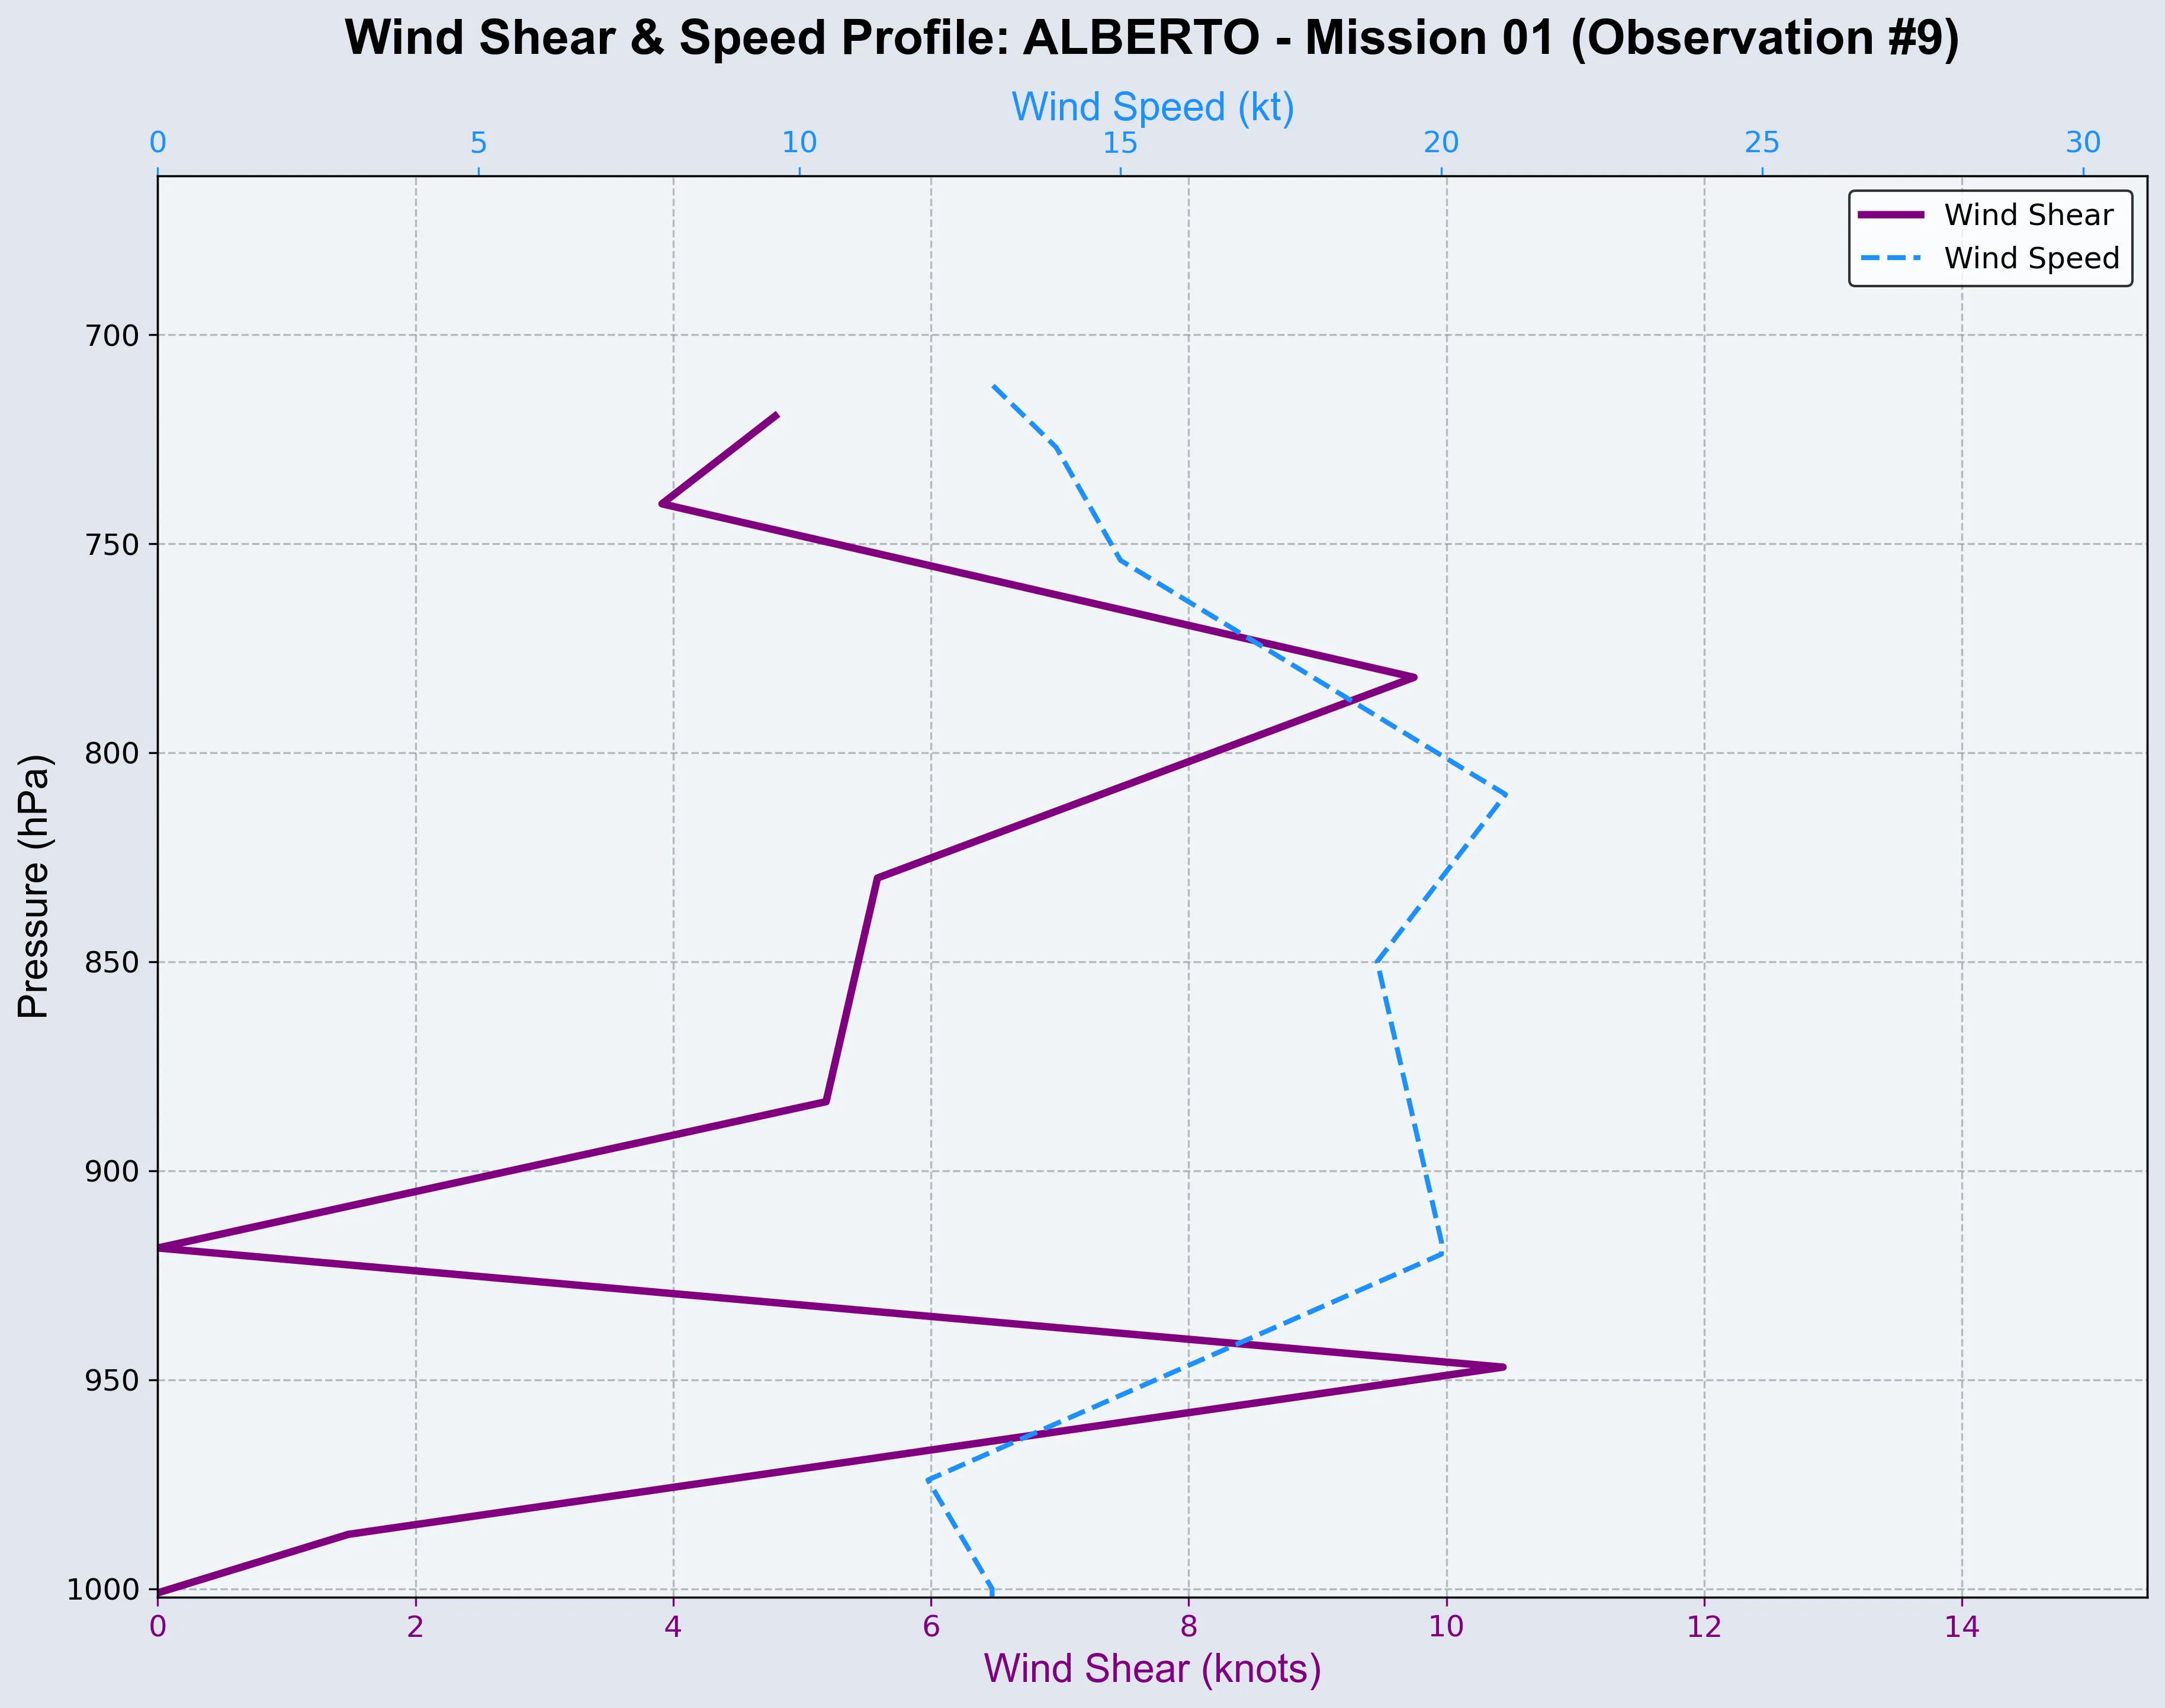 Wind Shear & Speed Profile: ALBERTO - Mission 01 (Observation #9)
Wind Speed (kt)
0 5 10 15 20 25 30
Wind Shear
Wind Speed
Pressure (hPa)
700
750
800
850
900
950
1000
0 2 4 6 8 10 12 14
Wind Shear (knots)